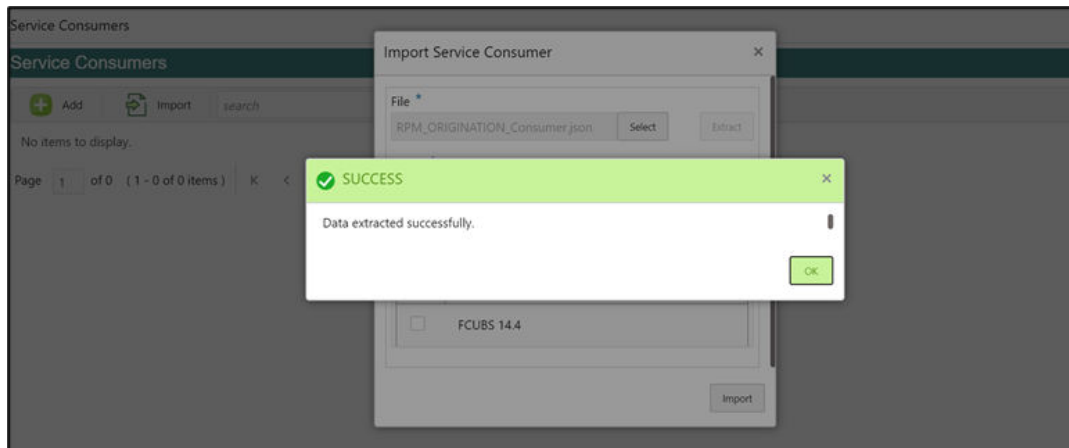 Service Consumers
Import Service Consumer ×
Service Consumers
File *
Add Import search
RPM_ORIGINATION_Consumer.json Select Extract
No items to display.
Page 1 of 0 ( 1 - 0 of 0 items )
SUCCESS ×
Data extracted successfully.
OK
FCUBS 14.4
Import